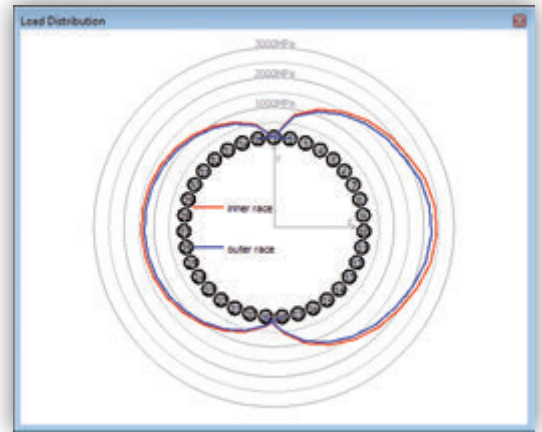 Load Distribution
3000MPa
2000MPa
1000MPa
y
inner race
outer race